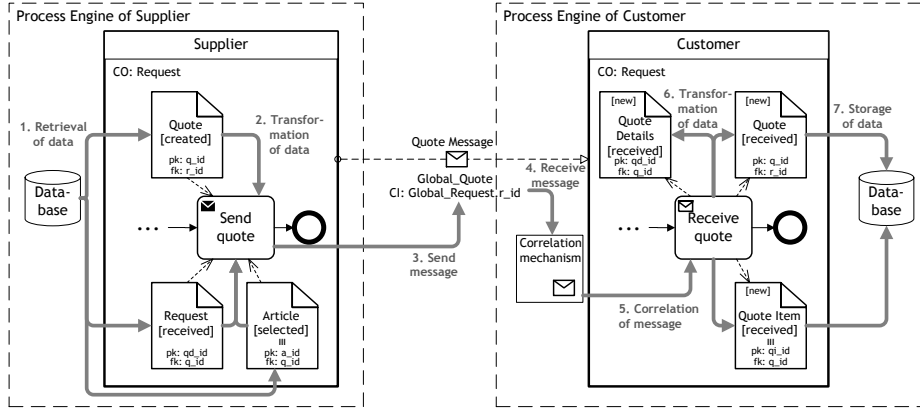 Process Engine of Supplier
Supplier
CO: Request
1. Retrieval
of data
Quote
[created]
pk: q_id
fk: r_id
2. Transfor-
mation
of data
Data-
base
...
Send
quote
Request
[received]
pk: qd_id
fk: q_id
Article
[selected]
III
pk: a_id
fk: q_id
3. Send
message
Quote Message
Global_Quote
CI: Global_Request.r_id
4. Receive
message
Correlation
mechanism
5. Correlation
of message
Process Engine of Customer
Customer
CO: Request
[new]
Quote
Details
[received]
pk: qd_id
fk: q_id
6. Transfor-
mation
of data
[new]
Quote
[received]
pk: q_id
fk: r_id
7. Storage
of data
...
Receive
quote
Data-
base
[new]
Quote Item
[received]
III
pk: qi_id
fk: q_id